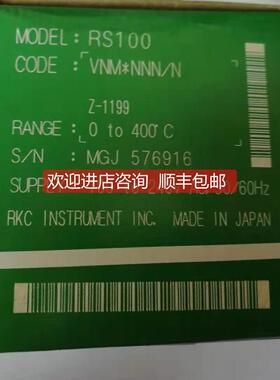 MODEL: RS100
CODE : VNM*NNN/N
Z-1199
RANGE: 0 to 400°C
S/N : MGJ 576916
欢迎进店咨询 顺丰包邮
RKC INSTRUMENT INC. MADE IN JAPAN